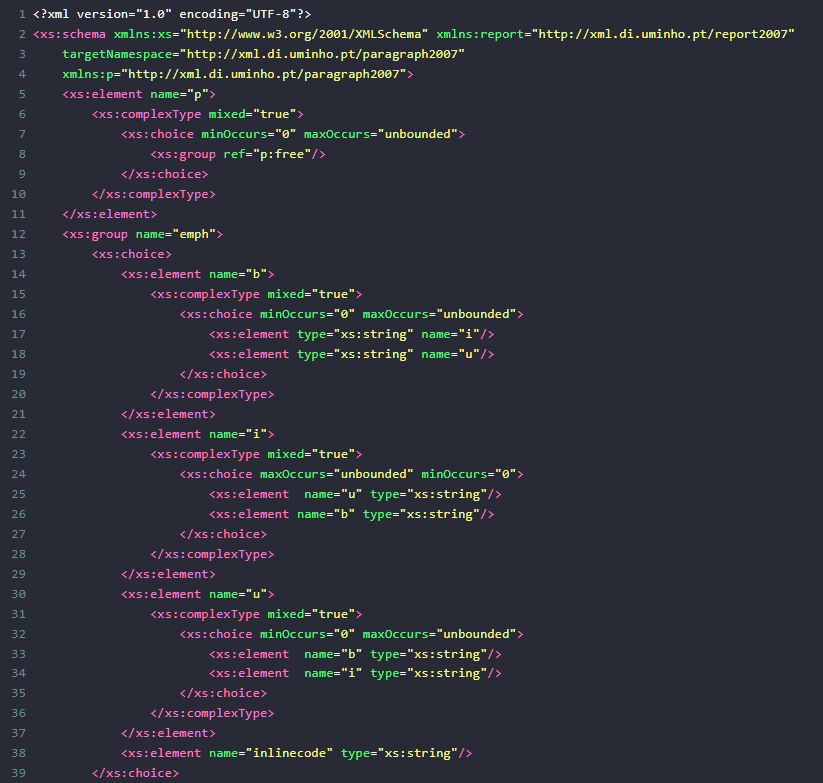 1 <?xml version="1.0" encoding="UTF-8"?>
2 <xs:schema xmlns:xs="http://www.w3.org/2001/XMLSchema" xmlns:report="http://xml.di.uminho.pt/report2007"
3     targetNamespace="http://xml.di.uminho.pt/paragraph2007"
4     xmlns:p="http://xml.di.uminho.pt/paragraph2007">
5     <xs:element name="p">
6         <xs:complexType mixed="true">
7             <xs:choice minOccurs="0" maxOccurs="unbounded">
8                 <xs:group ref="p:free"/>
9             </xs:choice>
10         </xs:complexType>
11     </xs:element>
12     <xs:group name="emph">
13         <xs:choice>
14             <xs:element name="b">
15                 <xs:complexType mixed="true">
16                     <xs:choice minOccurs="0" maxOccurs="unbounded">
17                         <xs:element type="xs:string" name="i"/>
18                         <xs:element type="xs:string" name="u"/>
19                     </xs:choice>
20                 </xs:complexType>
21             </xs:element>
22             <xs:element name="i">
23                 <xs:complexType mixed="true">
24                     <xs:choice maxOccurs="unbounded" minOccurs="0">
25                         <xs:element  name="u" type="xs:string"/>
26                         <xs:element name="b" type="xs:string"/>
27                     </xs:choice>
28                 </xs:complexType>
29             </xs:element>
30             <xs:element name="u">
31                 <xs:complexType mixed="true">
32                     <xs:choice minOccurs="0" maxOccurs="unbounded">
33                         <xs:element  name="b" type="xs:string"/>
34                         <xs:element  name="i" type="xs:string"/>
35                     </xs:choice>
36                 </xs:complexType>
37             </xs:element>
38             <xs:element name="inlinecode" type="xs:string"/>
39         </xs:choice>